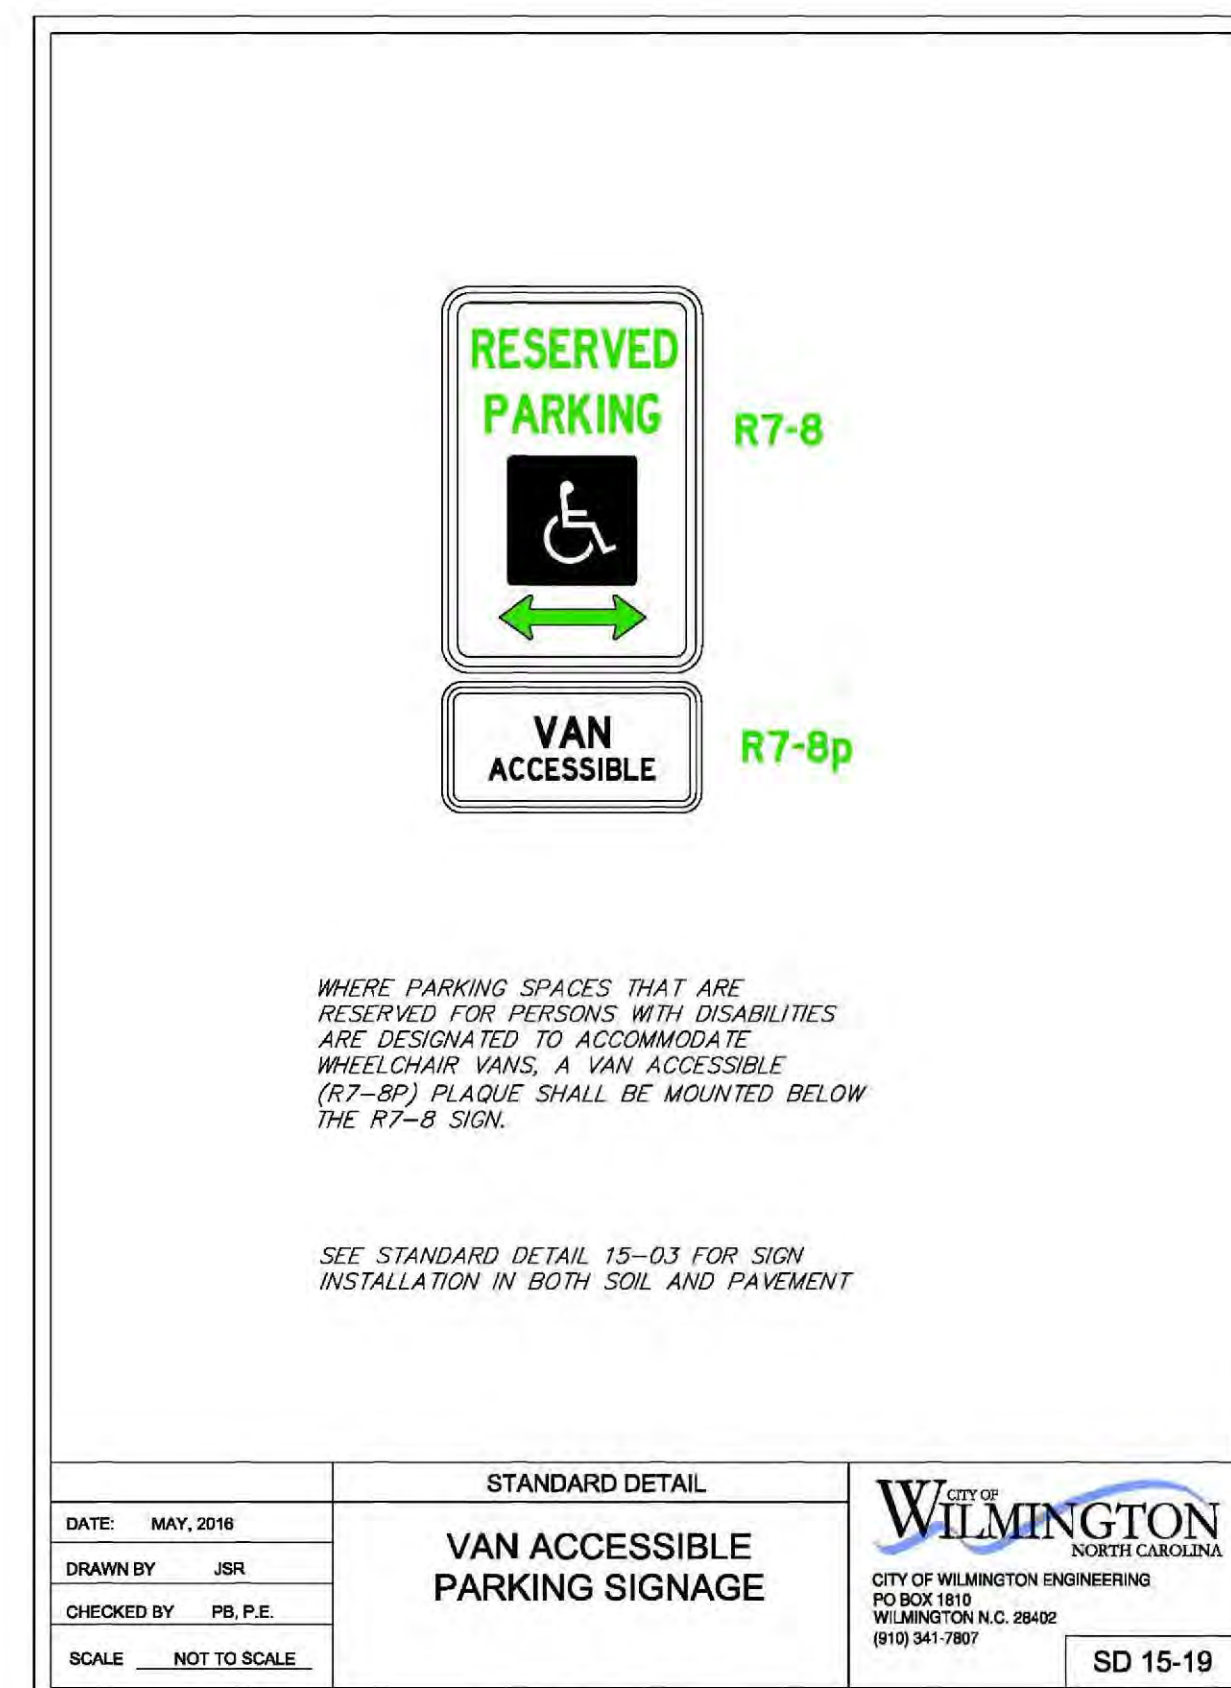 RESERVED
PARKING
R7-8
VAN
ACCESSIBLE
R7-8p
WHERE PARKING SPACES THAT ARE
RESERVED FOR PERSONS WITH DISABILITIES
ARE DESIGNATED TO ACCOMMODATE
WHEELCHAIR VANS, A VAN ACCESSIBLE
(R7-8P) PLAQUE SHALL BE MOUNTED BELOW
THE R7-8 SIGN.
SEE STANDARD DETAIL 15-03 FOR SIGN
INSTALLATION IN BOTH SOIL AND PAVEMENT
DATE: MAY, 2016
DRAWN BY JSR
CHECKED BY PB, P.E.
SCALE NOT TO SCALE
STANDARD DETAIL
VAN ACCESSIBLE
PARKING SIGNAGE
CITY OF
WILMINGTON
NORTH CAROLINA
CITY OF WILMINGTON ENGINEERING
PO BOX 1810
WILMINGTON N.C. 28402
(910) 341-7807
SD 15-19